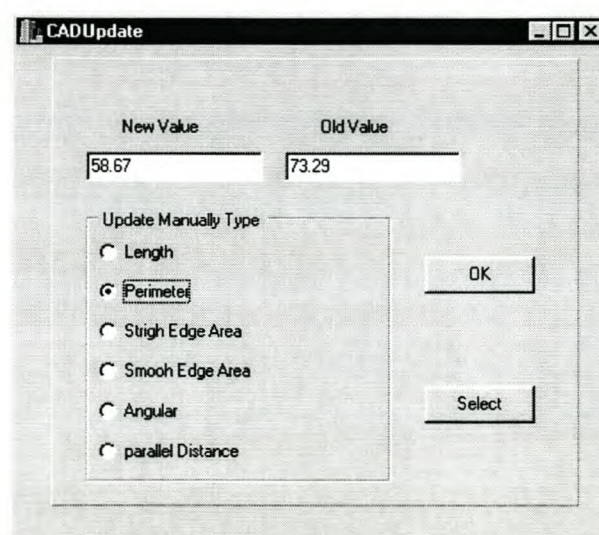 CADUpdate
New Value Old Value
58.67 73.29
Update Manually Type
Length
Perimeter
OK
Strigh Edge Area
Smooh Edge Area
Select
Angular
parallel Distance